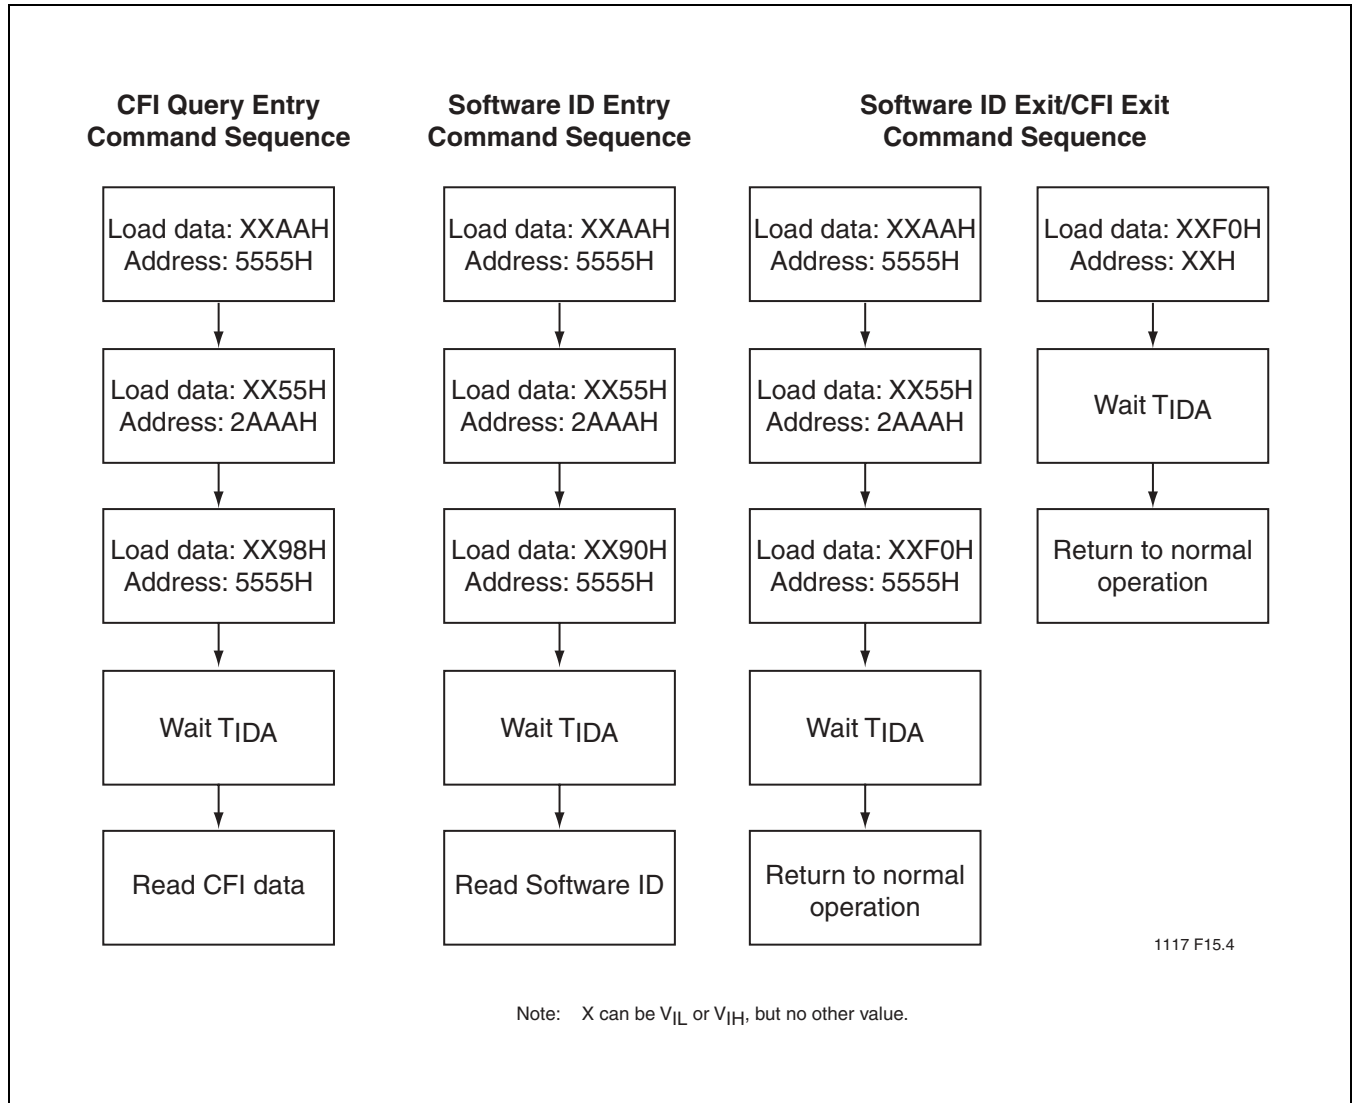 CFI Query Entry
Command Sequence
Load data: XXAAH
Address: 5555H
Load data: XX55H
Address: 2AAAH
Load data: XX98H
Address: 5555H
Wait TIDA
Read CFI data
Software ID Entry
Command Sequence
Load data: XXAAH
Address: 5555H
Load data: XX55H
Address: 2AAAH
Load data: XX90H
Address: 5555H
Wait TIDA
Read Software ID
Software ID Exit/CFI Exit
Command Sequence
Load data: XXAAH
Address: 5555H
Load data: XX55H
Address: 2AAAH
Load data: XXF0H
Address: 5555H
Wait TIDA
Return to normal
operation
Load data: XXF0H
Address: XXH
Wait TIDA
Return to normal
operation
1117 F15.4
Note: X can be VIL or VIH, but no other value.